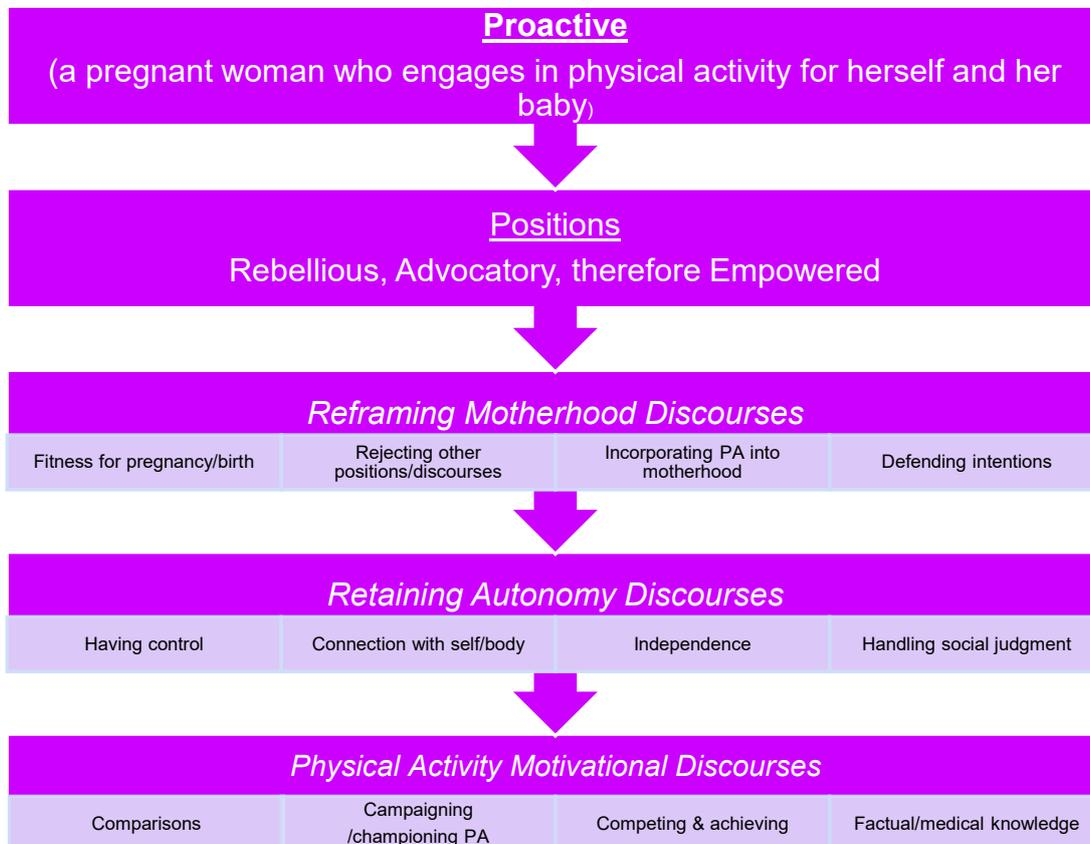 Proactive
(a pregnant woman who engages in physical activity for herself and her
baby)
Positions
Rebellious, Advocatory, therefore Empowered
Reframing Motherhood Discourses
Fitness for pregnancy/birth
Rejecting other
positions/discourses
Incorporating PA into
motherhood
Defending intentions
Retaining Autonomy Discourses
Having control
Connection with self/body
Independence
Handling social judgment
Physical Activity Motivational Discourses
Comparisons
Campaigning
/championing PA
Competing & achieving
Factual/medical knowledge